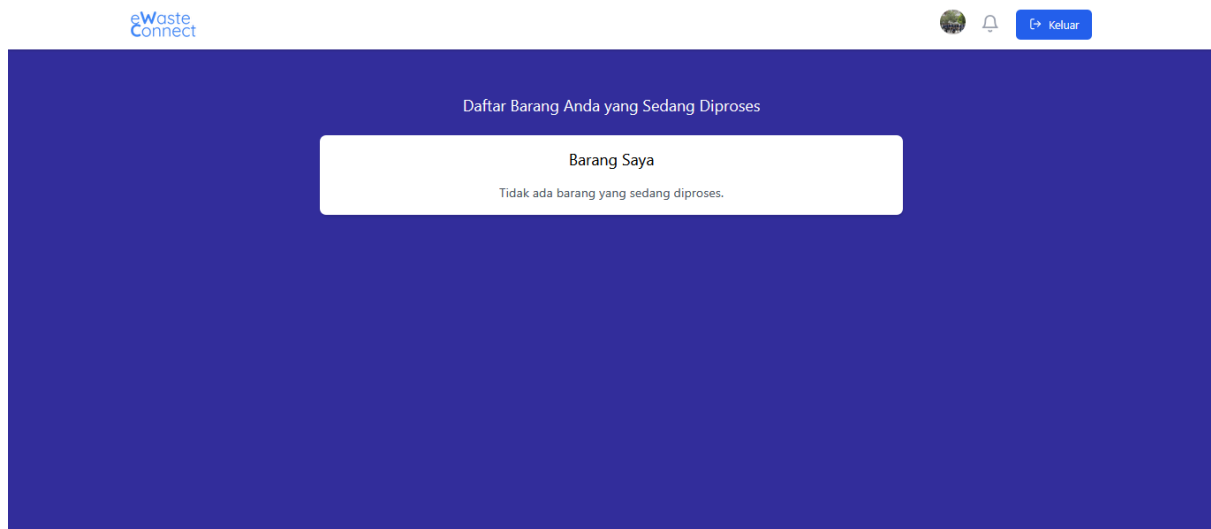 eWaste
Connect
Keluar
Daftar Barang Anda yang Sedang Diproses
Barang Saya
Tidak ada barang yang sedang diproses.